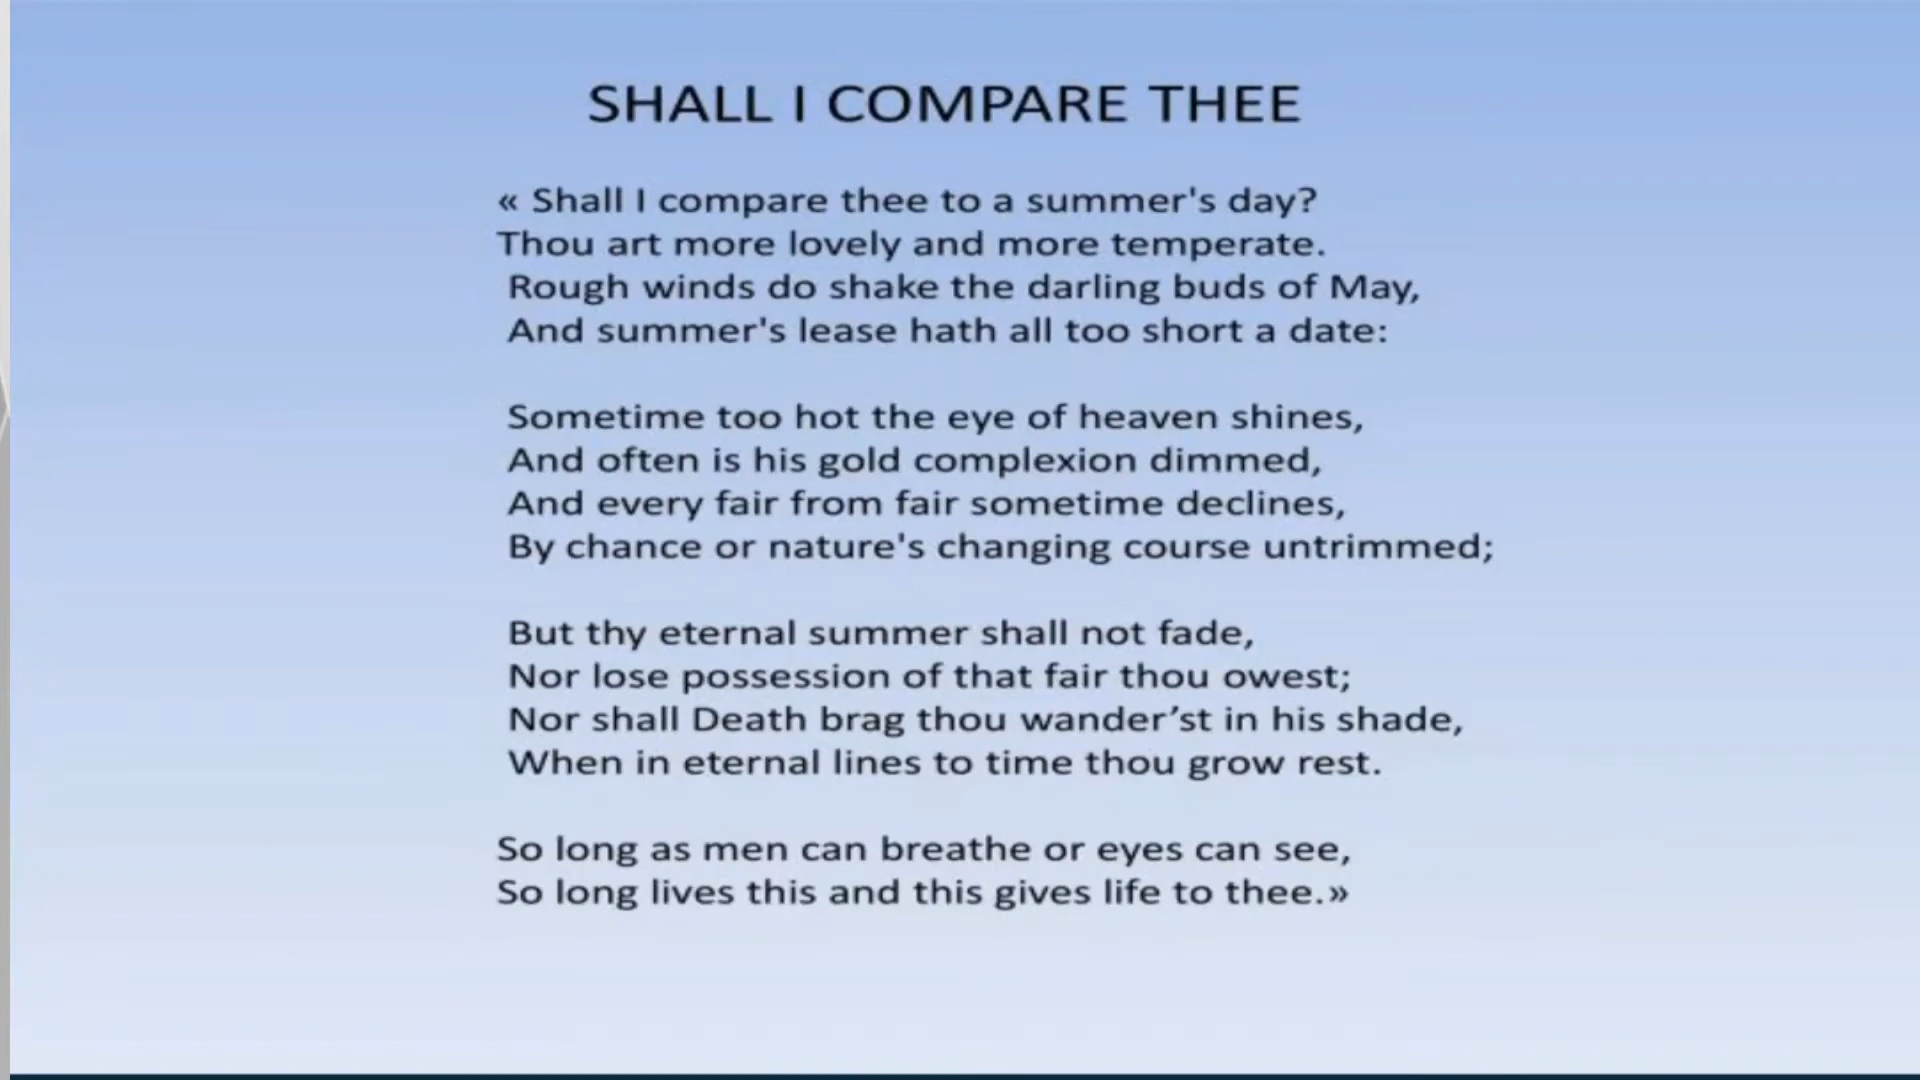 SHALL I COMPARE THEE
« Shall I compare thee to a summer's day?
Thou art more lovely and more temperate.
Rough winds do shake the darling buds of May,
And summer's lease hath all too short a date:
Sometime too hot the eye of heaven shines,
And often is his gold complexion dimmed,
And every fair from fair sometime declines,
By chance or nature's changing course untrimmed;
But thy eternal summer shall not fade,
Nor lose possession of that fair thou owest;
Nor shall Death brag thou wander’st in his shade,
When in eternal lines to time thou grow rest.
So long as men can breathe or eyes can see,
So long lives this and this gives life to thee.»